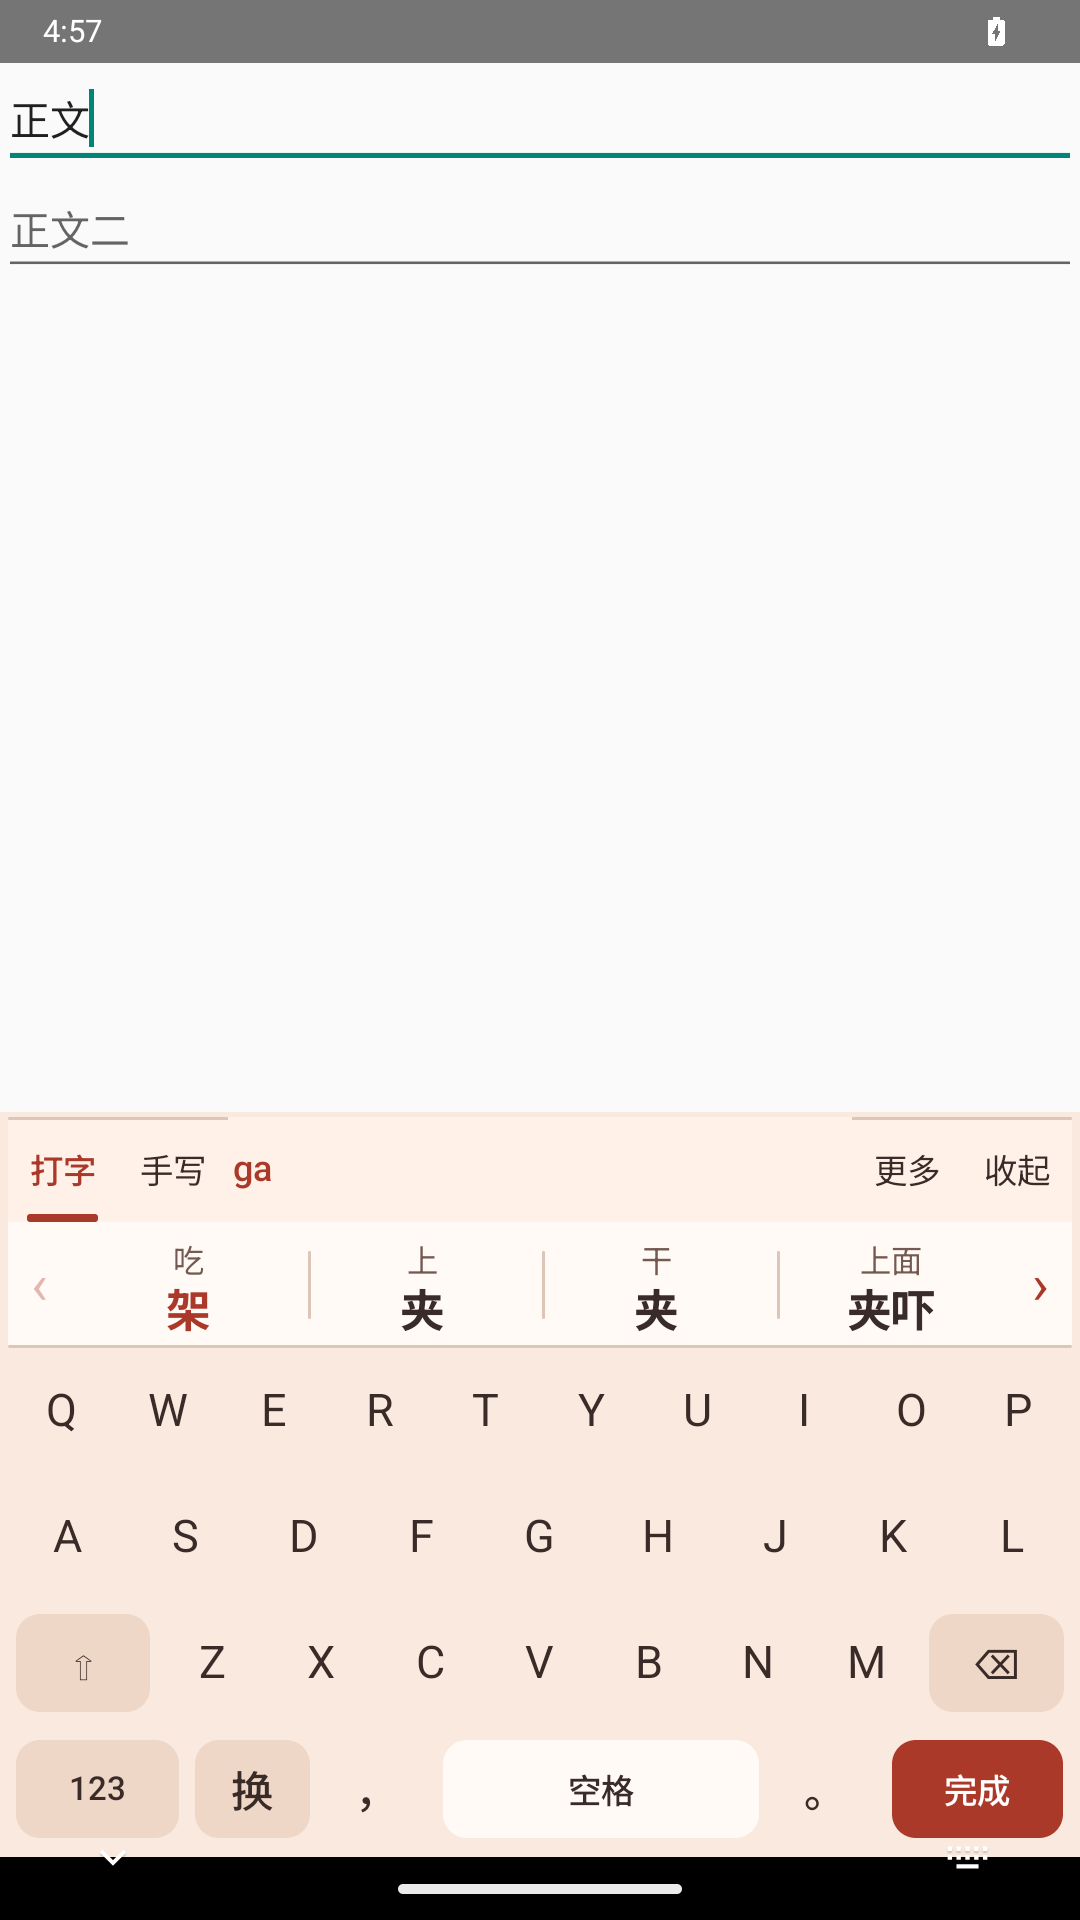 4:57
正文
正文二
打字 手写 ga 更多 收起
吃 上 干 上面
‹ 架 夹 夹 夹吓 ›
Q W E R T Y U I O P
A S D F G H J K L
⇧ Z X C V B N M ⌫
123 换 ， 空格 。 完成